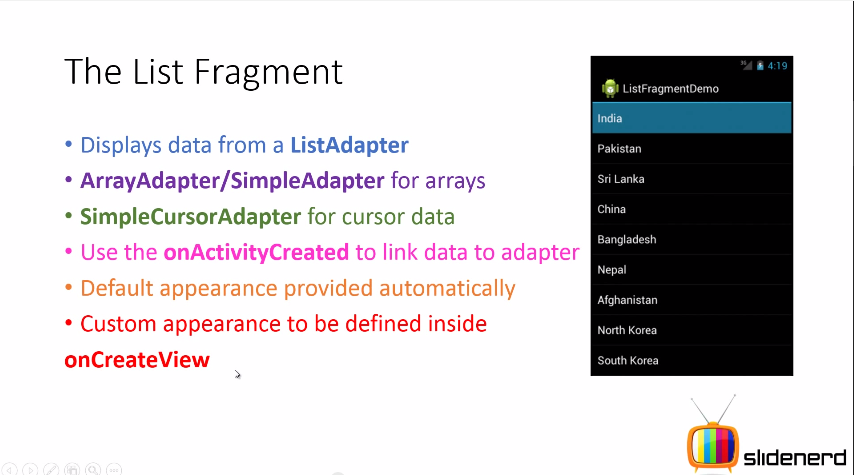 The List Fragment
• Displays data from a ListAdapter
• ArrayAdapter/SimpleAdapter for arrays
• SimpleCursorAdapter for cursor data
• Use the onActivityCreated to link data to adapter
• Default appearance provided automatically
• Custom appearance to be defined inside
onCreateView
3G 4:19
ListFragmentDemo
India
Pakistan
Sri Lanka
China
Bangladesh
Nepal
Afghanistan
North Korea
South Korea
slidenerd